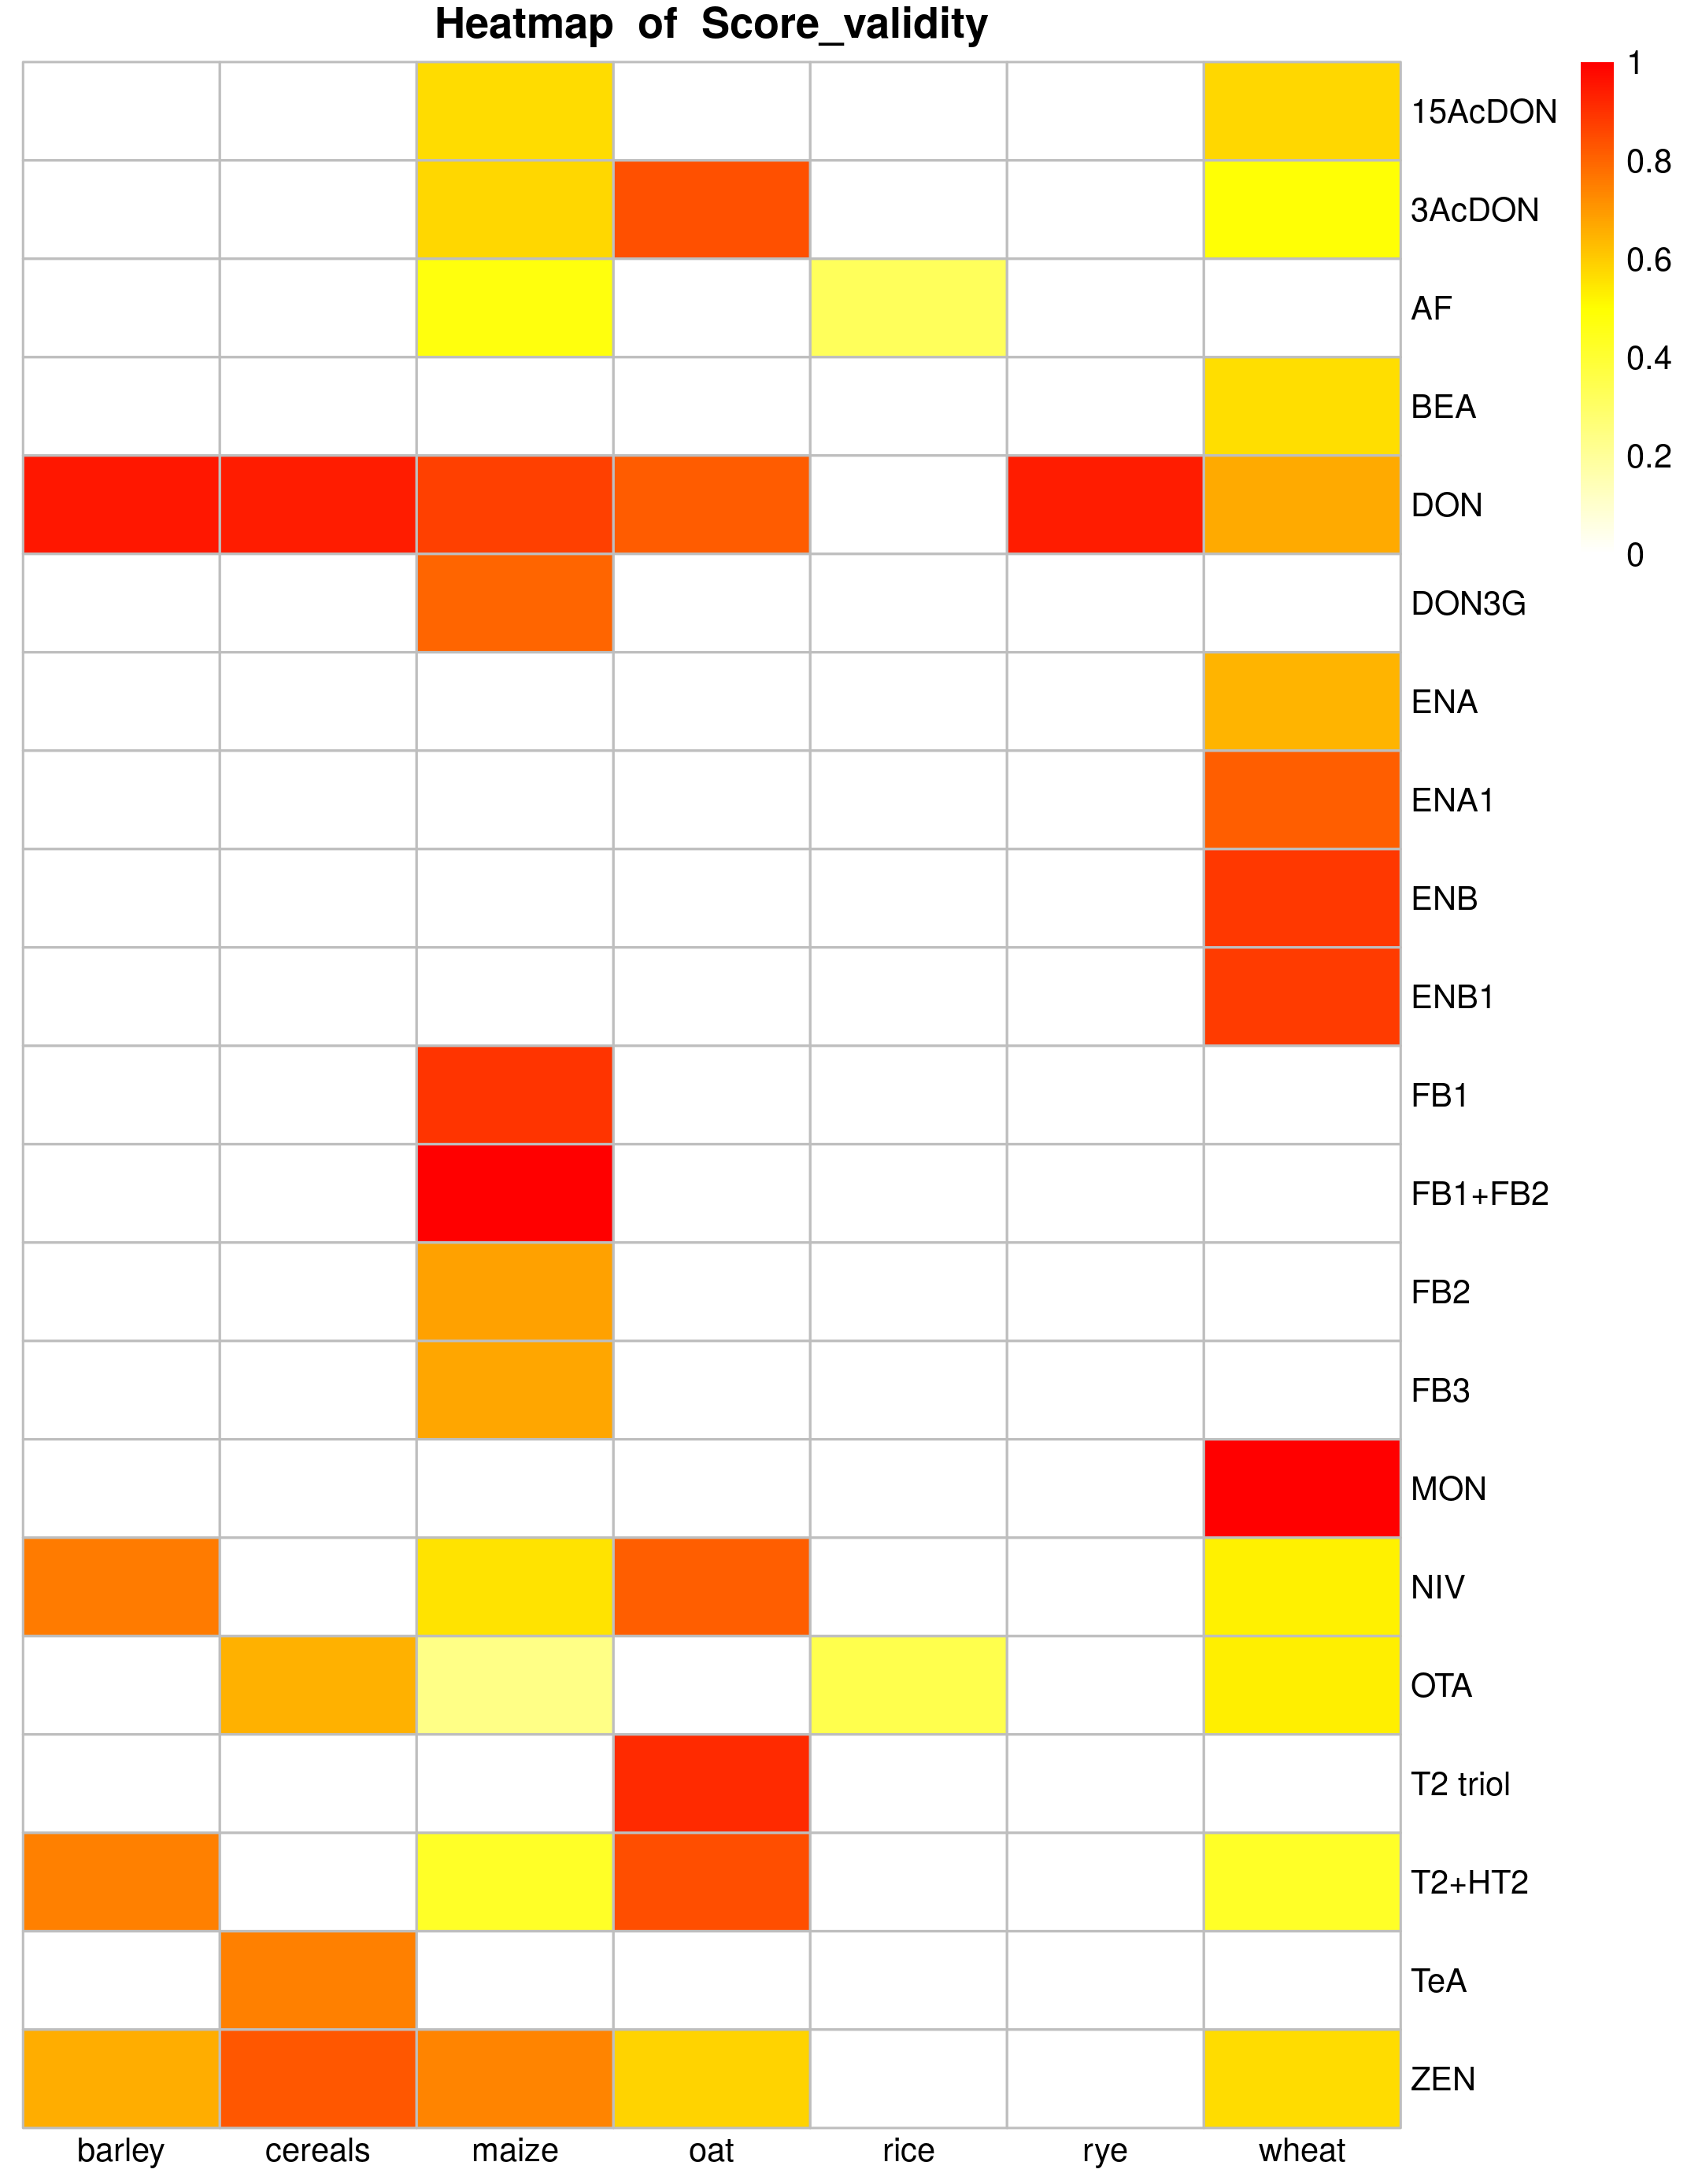 Heatmap of Score_validity
1
0.8
0.6
0.4
0.2
0
15AcDON
3AcDON
AF
BEA
DON
DON3G
ENA
ENA1
ENB
ENB1
FB1
FB1+FB2
FB2
FB3
MON
NIV
OTA
T2 triol
T2+HT2
TeA
ZEN
barley cereals maize oat rice rye wheat